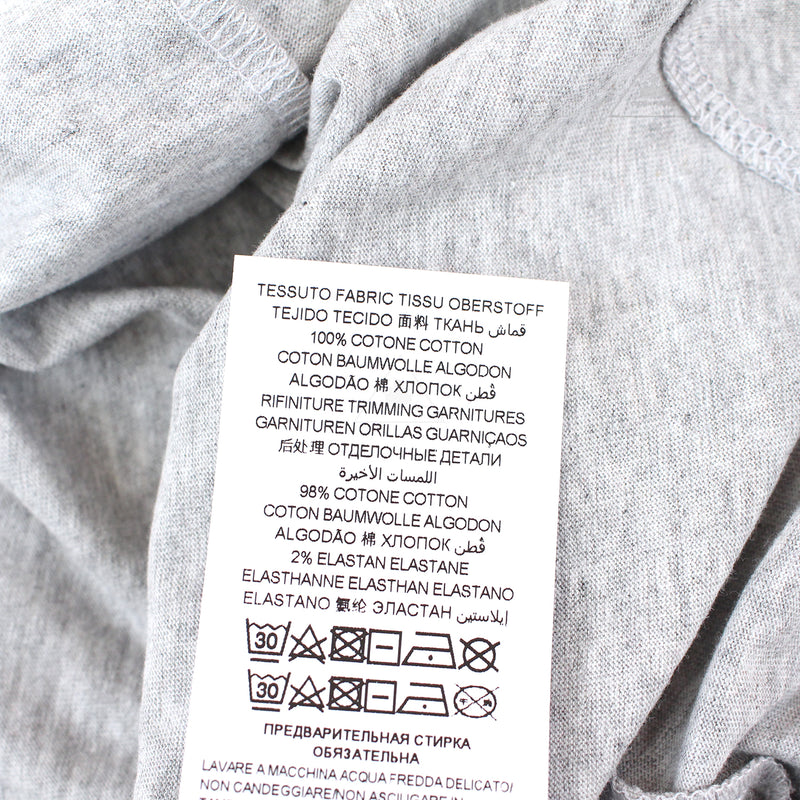 TESSUTO FABRIC TISSU OBERSTOFF
TEJIDO TECIDO 面料 ТКАНЬ قماش
100% COTONE COTTON
COTON BAUMWOLLE ALGODON
ALGODÃO 棉 ХЛОПОК قطن
RIFINITURE TRIMMING GARNITURES
GARNITUREN ORILLAS GUARNIÇAOS
后处理 ОТДЕЛОЧНЫЕ ДЕТАЛИ
اللمسات الأخيرة
98% COTONE COTTON
COTON BAUMWOLLE ALGODON
ALGODÃO 棉 ХЛОПОК قطن
2% ELASTAN ELASTANE
ELASTHANNE ELASTHAN ELASTANO
ELASTANO 氨纶 ЭЛАСТАН إيلاستين
30
30
ПРЕДВАРИТЕЛЬНАЯ СТИРКА
ОБЯЗАТЕЛЬНА
LAVARE A MACCHINA ACQUA FREDDA DELICATO/
NON CANDEGGIARE/NON ASCIUGARE IN